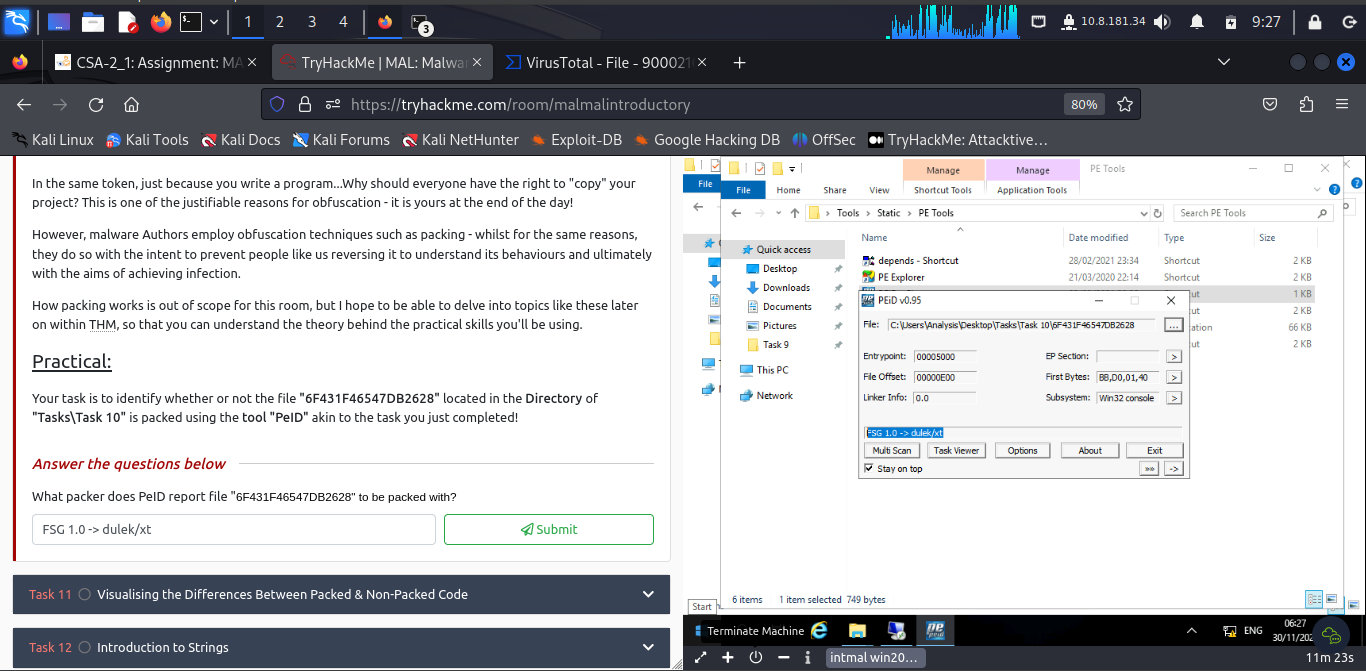 1 2 3 4 3 10.8.181.34 9:27
CSA-2_1: Assignment: MA TryHackMe | MAL: Malwar VirusTotal - File - 900021
https://tryhackme.com/room/malmalintroductory 80%
Kali Linux Kali Tools Kali Docs Kali Forums Kali NetHunter Exploit-DB Google Hacking DB OffSec TryHackMe: Attacktive…
In the same token, just because you write a program...Why should everyone have the right to "copy" your
project? This is one of the justifiable reasons for obfuscation - it is yours at the end of the day!
However, malware Authors employ obfuscation techniques such as packing - whilst for the same reasons,
they do so with the intent to prevent people like us reversing it to understand its behaviours and ultimately
with the aims of achieving infection.
How packing works is out of scope for this room, but I hope to be able to delve into topics like these later
on within THM, so that you can understand the theory behind the practical skills you'll be using.
Practical:
Your task is to identify whether or not the file "6F431F46547DB2628" located in the Directory of
"Tasks\Task 10" is packed using the tool "PeID" akin to the task you just completed!
Answer the questions below
What packer does PeID report file "6F431F46547DB2628" to be packed with?
FSG 1.0 -> dulek/xt Submit
Task 11 Visualising the Differences Between Packed & Non-Packed Code
Task 12 Introduction to Strings
File
Manage Manage PE Tools
File Home Share View Shortcut Tools Application Tools
Tools Static PE Tools Search PE Tools
Name Date modified Type Size
Quick access
Desktop
Downloads
Documents
Pictures
Task 9
This PC
Network
depends - Shortcut 28/02/2021 23:34 Shortcut 2 KB
PE Explorer 21/03/2020 22:14 Shortcut 2 KB
cut 1 KB
cut 2 KB
ation 66 KB
cut 2 KB
PEiD v0.95
File: C:\Users\Analysis\Desktop\Tasks\Task 10\6F431F46547DB2628 ...
Entrypoint: 00005000 EP Section: >
File Offset: 00000E00 First Bytes: BB,D0,01,40 >
Linker Info: 0.0 Subsystem: Win32 console >
FSG 1.0 -> dulek/xt
Multi Scan Task Viewer Options About Exit
Stay on top »» ->
6 items 1 item selected 749 bytes
Start
Terminate Machine ENG 06:27
30/11/202
intmal win20... 11m 23s